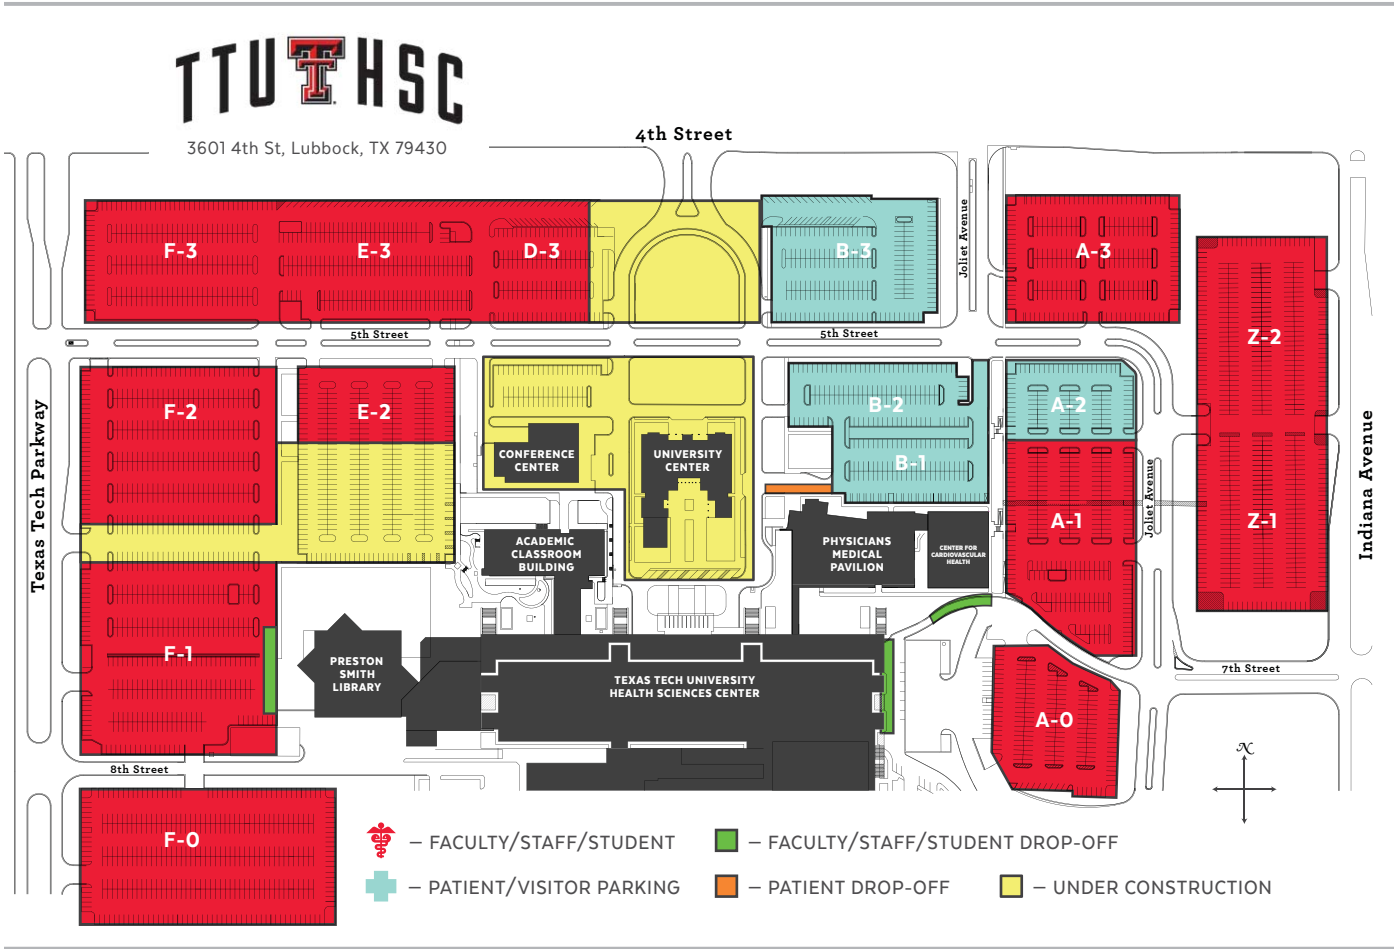 TTU T HSC
3601 4th St, Lubbock, TX 79430
4th Street
Joliet Avenue
F-3
E-3
D-3
B-3
A-3
5th Street
5th Street
Z-2
Texas Tech Parkway
F-2
E-2
B-2
A-2
Indiana Avenue
CONFERENCE
CENTER
UNIVERSITY
CENTER
B-1
Joliet Avenue
A-1
Z-1
ACADEMIC
CLASSROOM
BUILDING
PHYSICIANS
MEDICAL
PAVILION
CENTER FOR
CARDIOVASCULAR
HEALTH
F-1
PRESTON
SMITH
LIBRARY
TEXAS TECH UNIVERSITY
HEALTH SCIENCES CENTER
7th Street
A-0
8th Street
N
F-0
– FACULTY/STAFF/STUDENT
– FACULTY/STAFF/STUDENT DROP-OFF
– PATIENT/VISITOR PARKING
– PATIENT DROP-OFF
– UNDER CONSTRUCTION